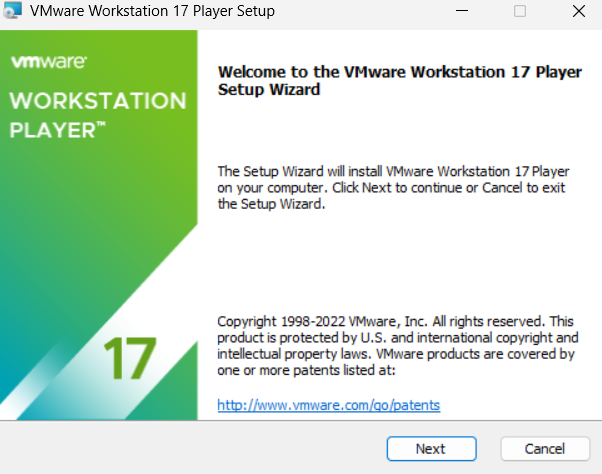 VMware Workstation 17 Player Setup
vmware®
WORKSTATION
PLAYER™
17
Welcome to the VMware Workstation 17 Player
Setup Wizard
The Setup Wizard will install VMware Workstation 17 Player
on your computer. Click Next to continue or Cancel to exit
the Setup Wizard.
Copyright 1998-2022 VMware, Inc. All rights reserved. This
product is protected by U.S. and international copyright and
intellectual property laws. VMware products are covered by
one or more patents listed at:
http://www.vmware.com/go/patents
Next
Cancel